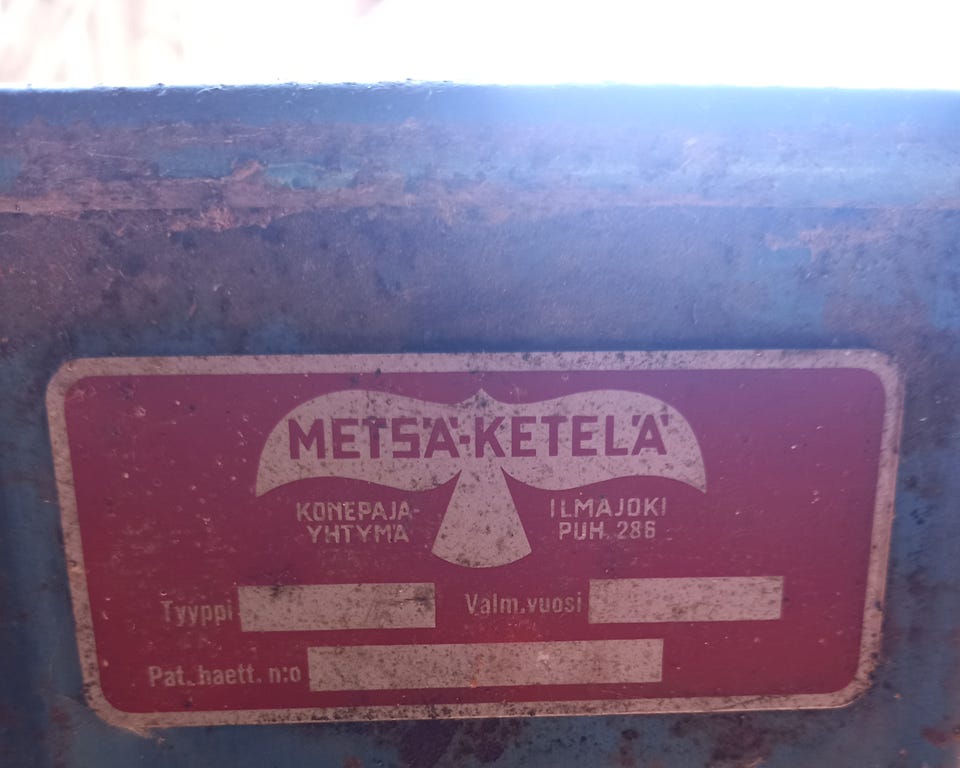 METSÄ-KETELÄ
KONEPAJA-
YHTYMÄ
ILMAJOKI
PUH. 286
Tyyppi
Valm.vuosi
Pat. haett. n:o